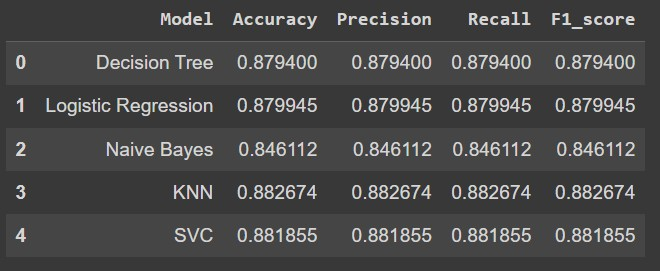 Model Accuracy Precision Recall F1_score
0 Decision Tree 0.879400 0.879400 0.879400 0.879400
1 Logistic Regression 0.879945 0.879945 0.879945 0.879945
2 Naive Bayes 0.846112 0.846112 0.846112 0.846112
3 KNN 0.882674 0.882674 0.882674 0.882674
4 SVC 0.881855 0.881855 0.881855 0.881855